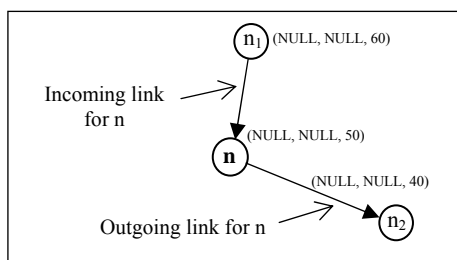 n1 (NULL, NULL, 60)
Incoming link
for n
(NULL, NULL, 50)
n
(NULL, NULL, 40)
Outgoing link for n
n2